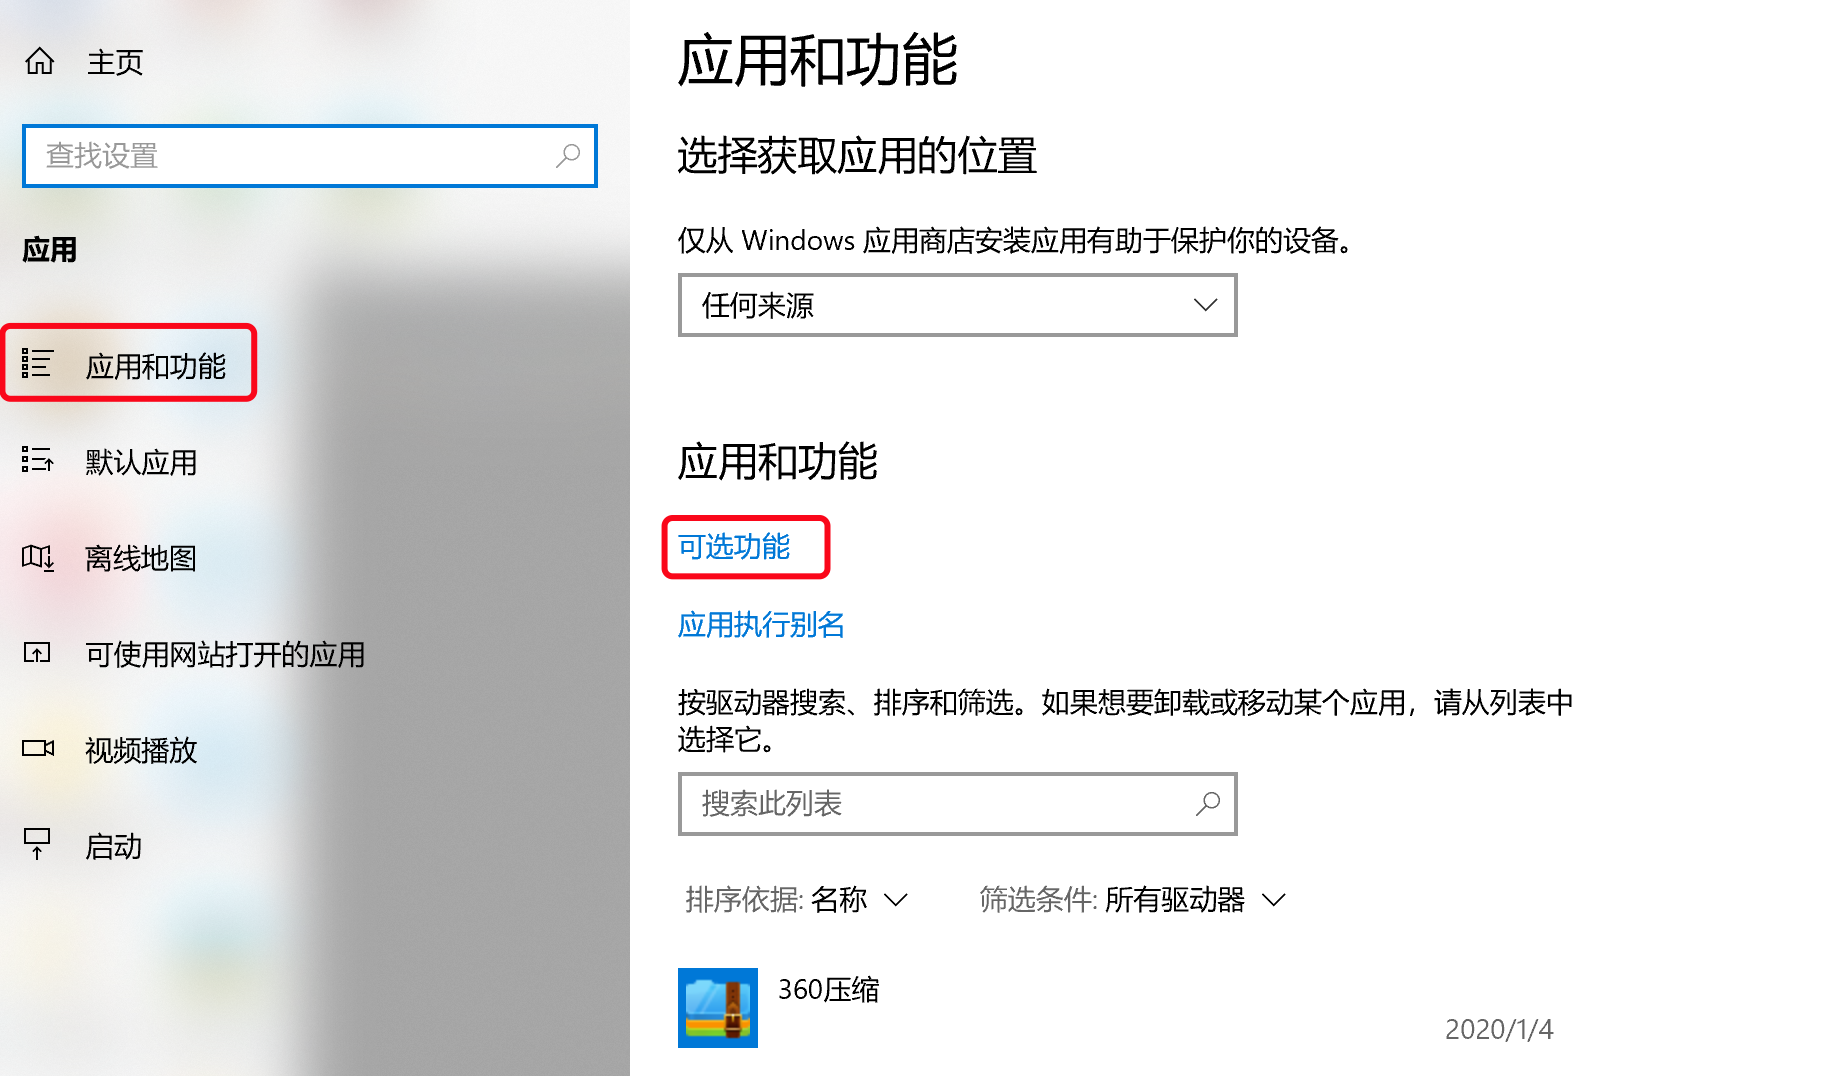 主页
查找设置
应用
应用和功能
默认应用
离线地图
可使用网站打开的应用
视频播放
启动
应用和功能
选择获取应用的位置
仅从 Windows 应用商店安装应用有助于保护你的设备。
任何来源
应用和功能
可选功能
应用执行别名
按驱动器搜索、排序和筛选。如果想要卸载或移动某个应用，请从列表中
选择它。
搜索此列表
排序依据: 名称 筛选条件: 所有驱动器
360压缩
2020/1/4